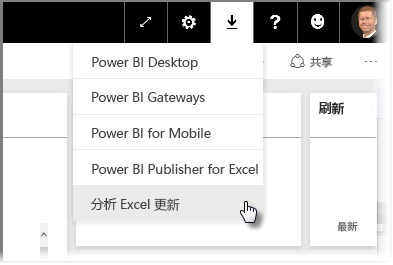 Power BI Desktop
共享
Power BI Gateways
刷新
Power BI for Mobile
Power BI Publisher for Excel
分析 Excel 更新
最新